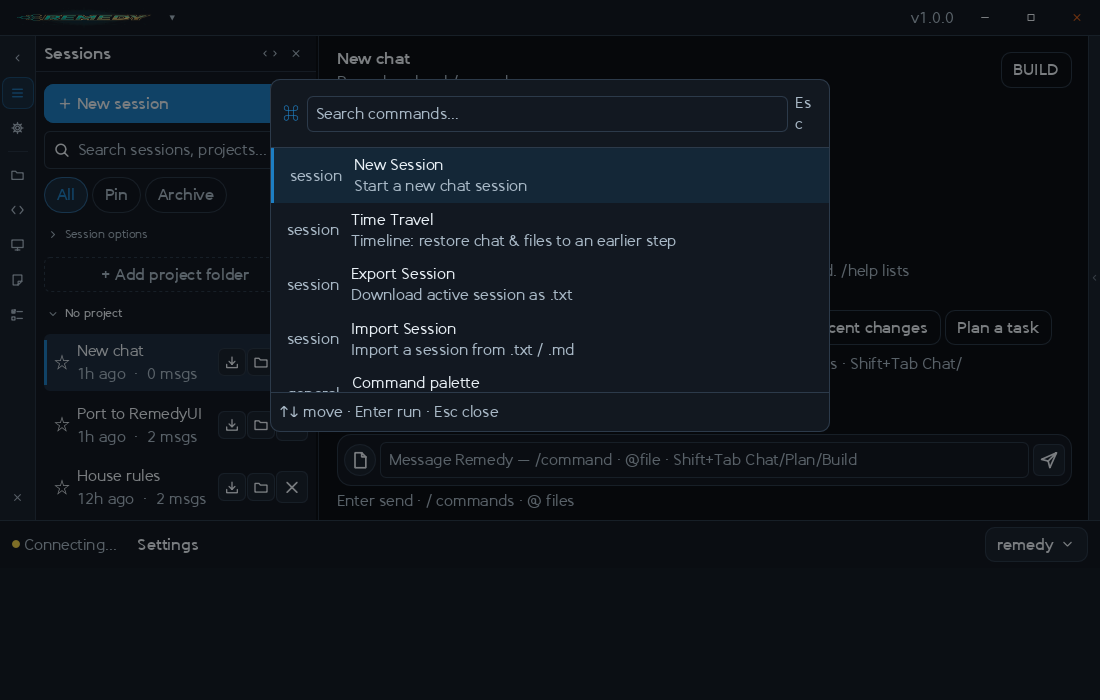 REMEDY ▾ v1.0.0
Sessions
New chat
BUILD
+ New session
Search sessions, projects...
All Pin Archive
Session options
+ Add project folder
No project
New chat
1h ago · 0 msgs
Port to RemedyUI
1h ago · 2 msgs
House rules
12h ago · 2 msgs
⌘ Search commands...
Es
c
session
New Session
Start a new chat session
session
Time Travel
Timeline: restore chat & files to an earlier step
session
Export Session
Download active session as .txt
session
Import Session
Import a session from .txt / .md
general
Command palette
↑↓ move · Enter run · Esc close
d. /help lists
cent changes Plan a task
s · Shift+Tab Chat/
Message Remedy — /command · @file · Shift+Tab Chat/Plan/Build
Enter send · / commands · @ files
Connecting... Settings remedy